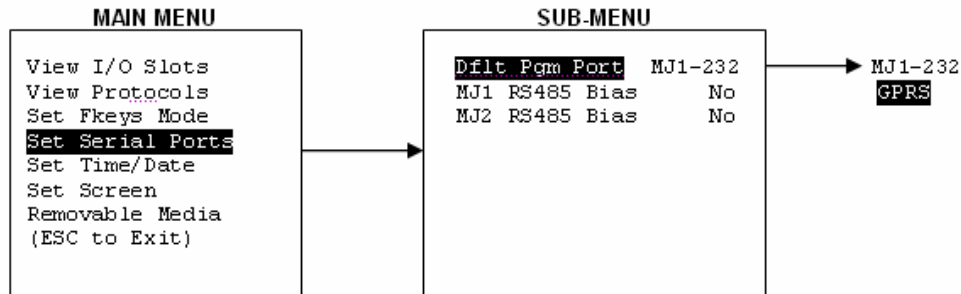 MAIN MENU
View I/O Slots
View Protocols
Set Fkeys Mode
Set Serial Ports
Set Time/Date
Set Screen
Removable Media
(ESC to Exit)
SUB-MENU
Dflt Pgm Port MJ1-232
MJ1 RS485 Bias No
MJ2 RS485 Bias No
MJ1-232
GPRS